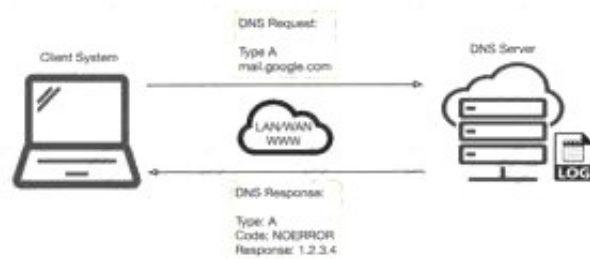 DNS Request:
Type A
mail.google.com
Client System
DNS Server
LAN/WAN
WWW
LOG
DNS Response:
Type: A
Code: NOERROR
Response: 1.2.3.4